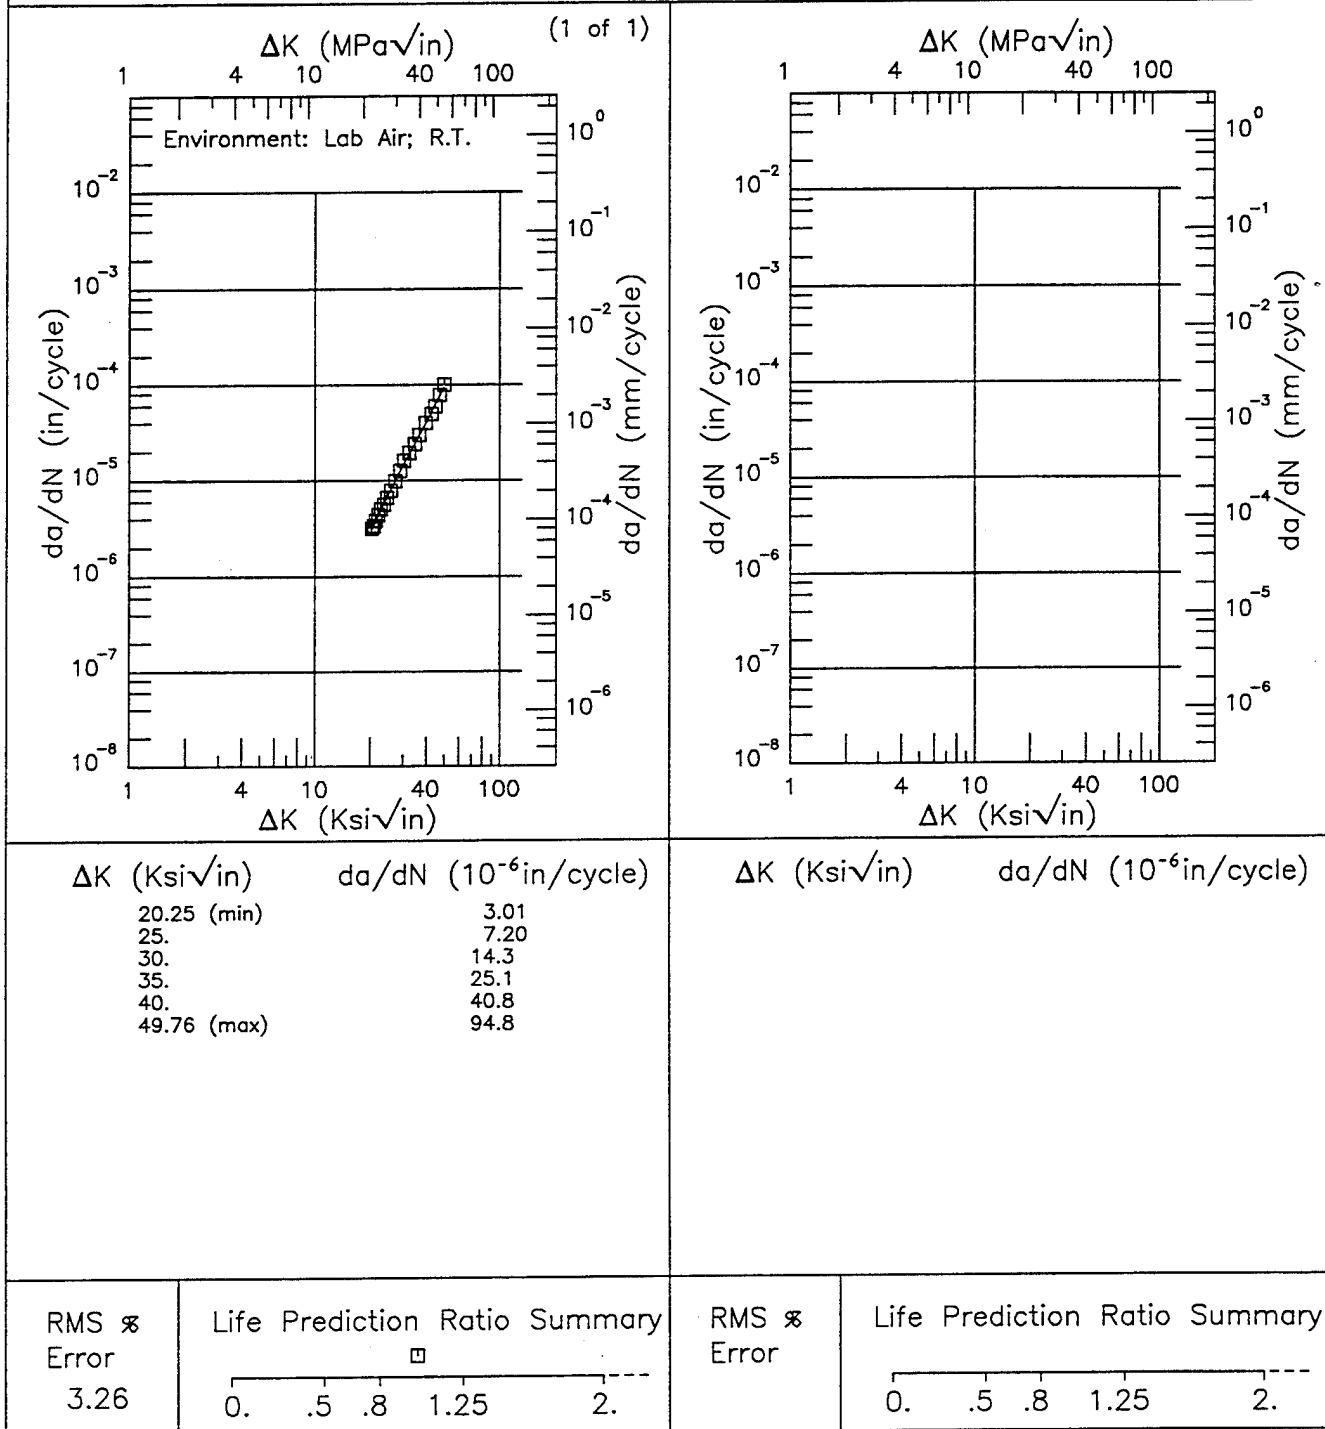 (1 of 1)
ΔK (MPa√in)
1 4 10 40 100
Environment: Lab Air; R.T.
10⁰
10⁻¹
10⁻²
10⁻³
10⁻⁴
10⁻⁵
10⁻⁶
da/dN (mm/cycle)
10⁻²
10⁻³
10⁻⁴
10⁻⁵
10⁻⁶
10⁻⁷
10⁻⁸
da/dN (in/cycle)
1 4 10 40 100
ΔK (Ksi√in)
ΔK (MPa√in)
1 4 10 40 100
10⁰
10⁻¹
10⁻²
10⁻³
10⁻⁴
10⁻⁵
10⁻⁶
da/dN (mm/cycle)
10⁻²
10⁻³
10⁻⁴
10⁻⁵
10⁻⁶
10⁻⁷
10⁻⁸
da/dN (in/cycle)
1 4 10 40 100
ΔK (Ksi√in)
ΔK (Ksi√in) da/dN (10⁻⁶in/cycle)
20.25 (min) 3.01
25. 7.20
30. 14.3
35. 25.1
40. 40.8
49.76 (max) 94.8
ΔK (Ksi√in) da/dN (10⁻⁶in/cycle)
RMS %
Error
3.26
Life Prediction Ratio Summary
0. .5 .8 1.25 2.
RMS %
Error
Life Prediction Ratio Summary
0. .5 .8 1.25 2.